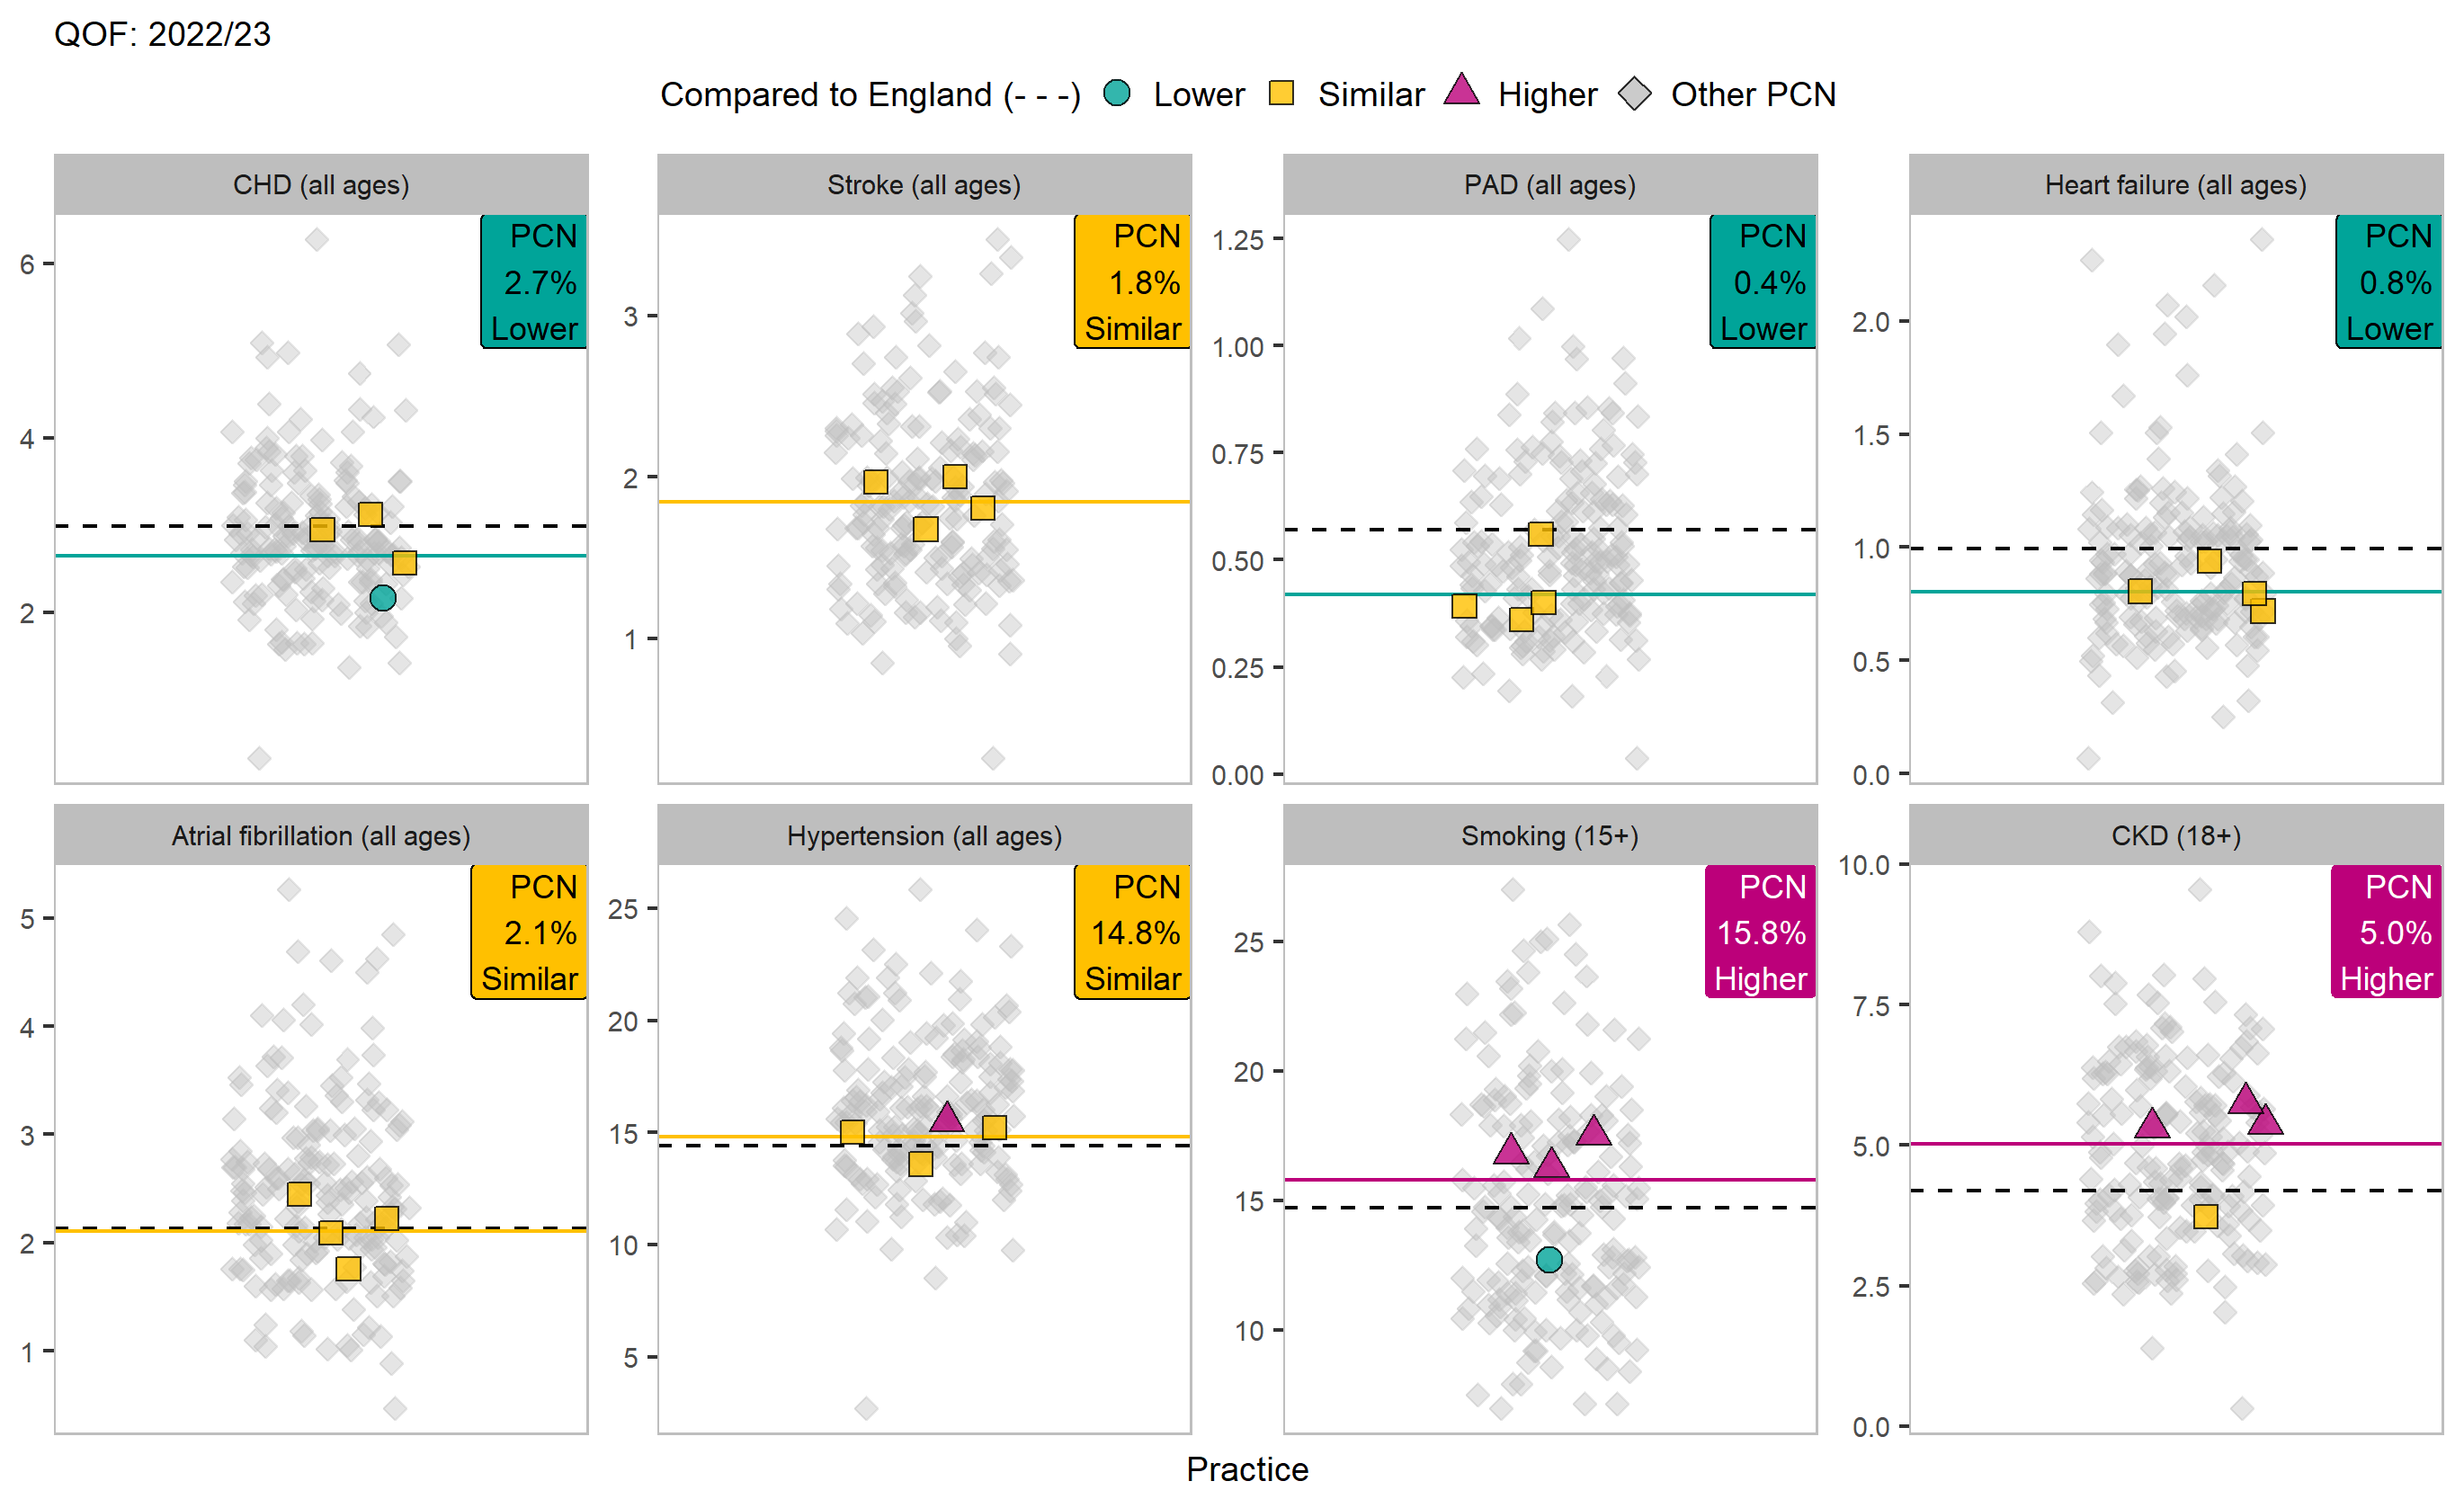 QOF: 2022/23
Compared to England (- - -) Lower Similar Higher Other PCN
CHD (all ages)
PCN
2.7%
Lower
6
4
2
Stroke (all ages)
PCN
1.8%
Similar
3
2
1
PAD (all ages)
PCN
0.4%
Lower
1.25
1.00
0.75
0.50
0.25
0.00
Heart failure (all ages)
PCN
0.8%
Lower
2.0
1.5
1.0
0.5
0.0
Atrial fibrillation (all ages)
PCN
2.1%
Similar
5
4
3
2
1
Hypertension (all ages)
PCN
14.8%
Similar
25
20
15
10
5
Smoking (15+)
PCN
15.8%
Higher
25
20
15
10
CKD (18+)
PCN
5.0%
Higher
10.0
7.5
5.0
2.5
0.0
Practice